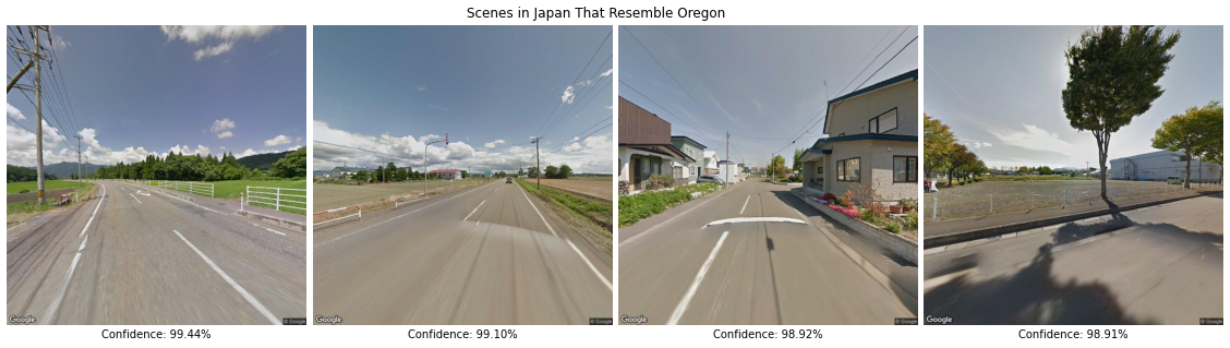 Scenes in Japan That Resemble Oregon
Google
© Google
Google
© Google
Google
© Google
Google
© Google
Confidence: 99.44%
Confidence: 99.10%
Confidence: 98.92%
Confidence: 98.91%